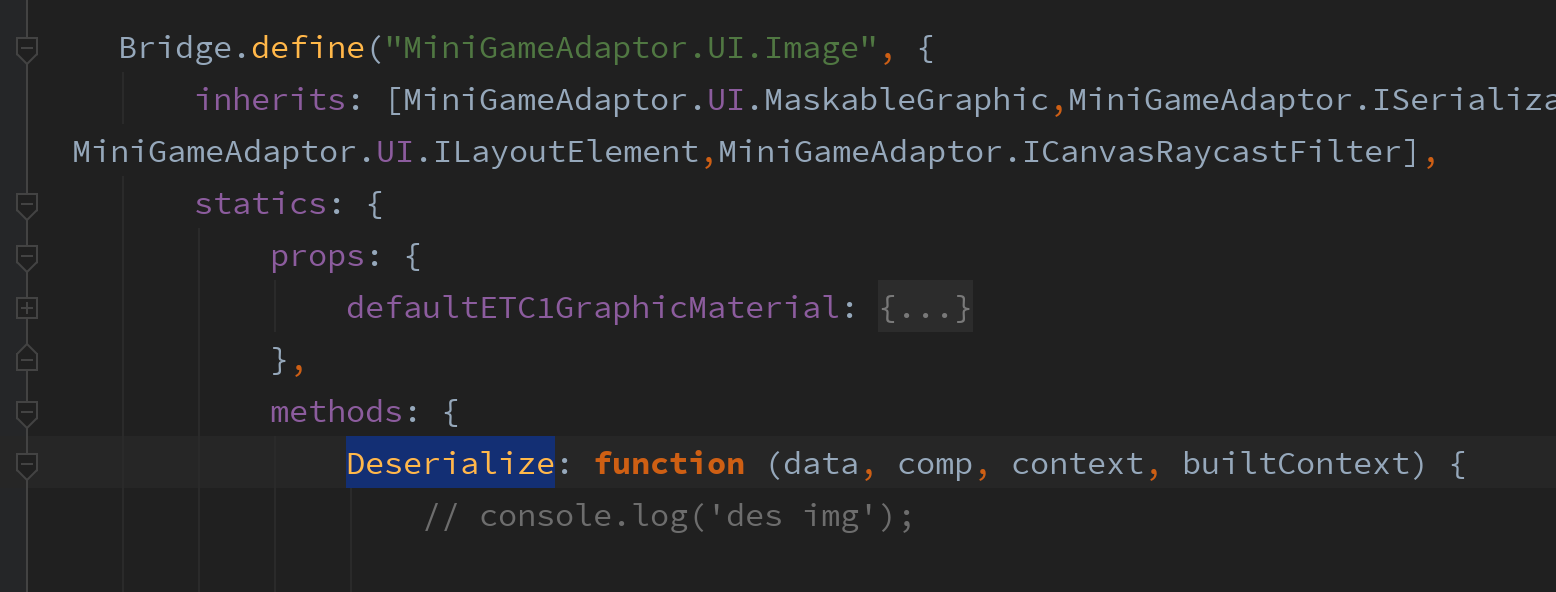 Bridge.define("MiniGameAdaptor.UI.Image", {
inherits: [MiniGameAdaptor.UI.MaskableGraphic,MiniGameAdaptor.ISerializa
MiniGameAdaptor.UI.ILayoutElement,MiniGameAdaptor.ICanvasRaycastFilter],
statics: {
props: {
defaultETC1GraphicMaterial: {...}
},
methods: {
Deserialize: function (data, comp, context, builtContext) {
// console.log('des img');